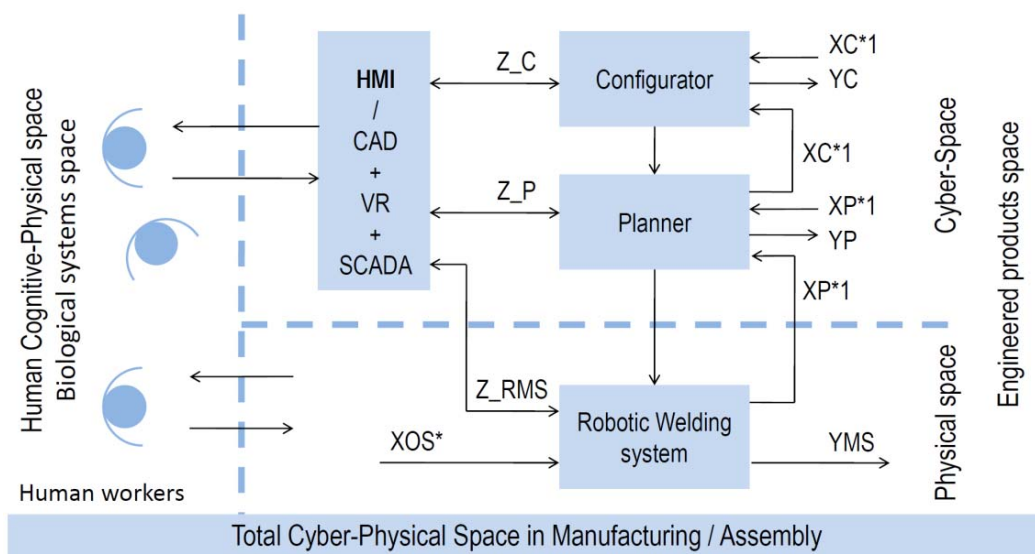 Human Cognitive-Physical space
Biological systems space
HMI
/
CAD
+
VR
+
SCADA
Z_C
Configurator
XC*1
YC
XC*1
Z_P
Planner
XP*1
YP
XP*1
Z_RMS
Robotic Welding
system
XOS*
YMS
Cyber-Space
Physical space
Engineered products space
Human workers
Total Cyber-Physical Space in Manufacturing / Assembly